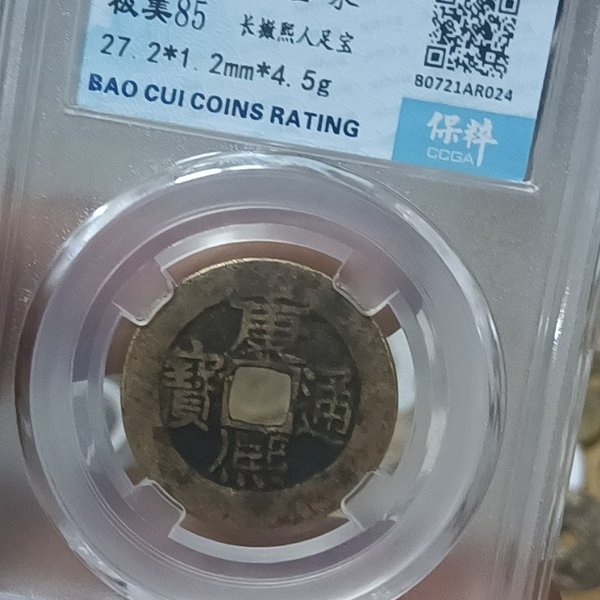 极美85
长撇熙人足宝
27.2*1.2mm*4.5g
BAO CUI COINS RATING
80721AR024
保粹
CCGA
康熙通寶